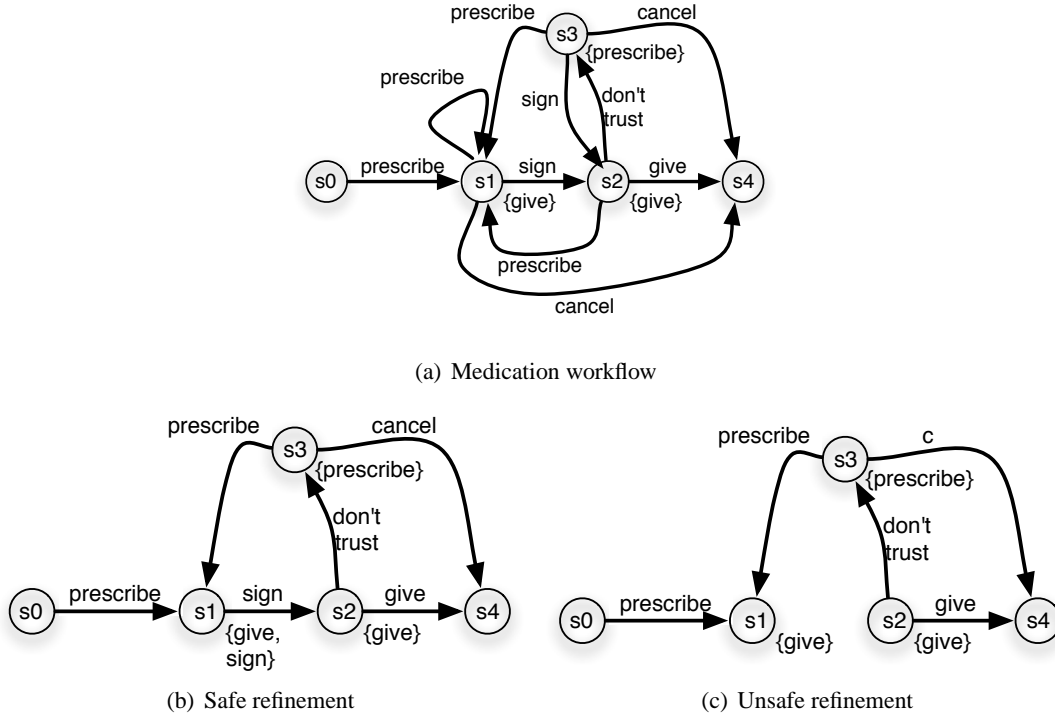 prescribe
cancel
s3
{prescribe}
prescribe
sign
don't
trust
s0
prescribe
s1
sign
s2
give
s4
{give}
{give}
prescribe
cancel
(a) Medication workflow
prescribe
cancel
s3
{prescribe}
don't
trust
s0
prescribe
s1
sign
s2
give
s4
{give,
sign}
{give}
(b) Safe refinement
prescribe
c
s3
{prescribe}
don't
trust
s0
prescribe
s1
s2
give
s4
{give}
{give}
(c) Unsafe refinement